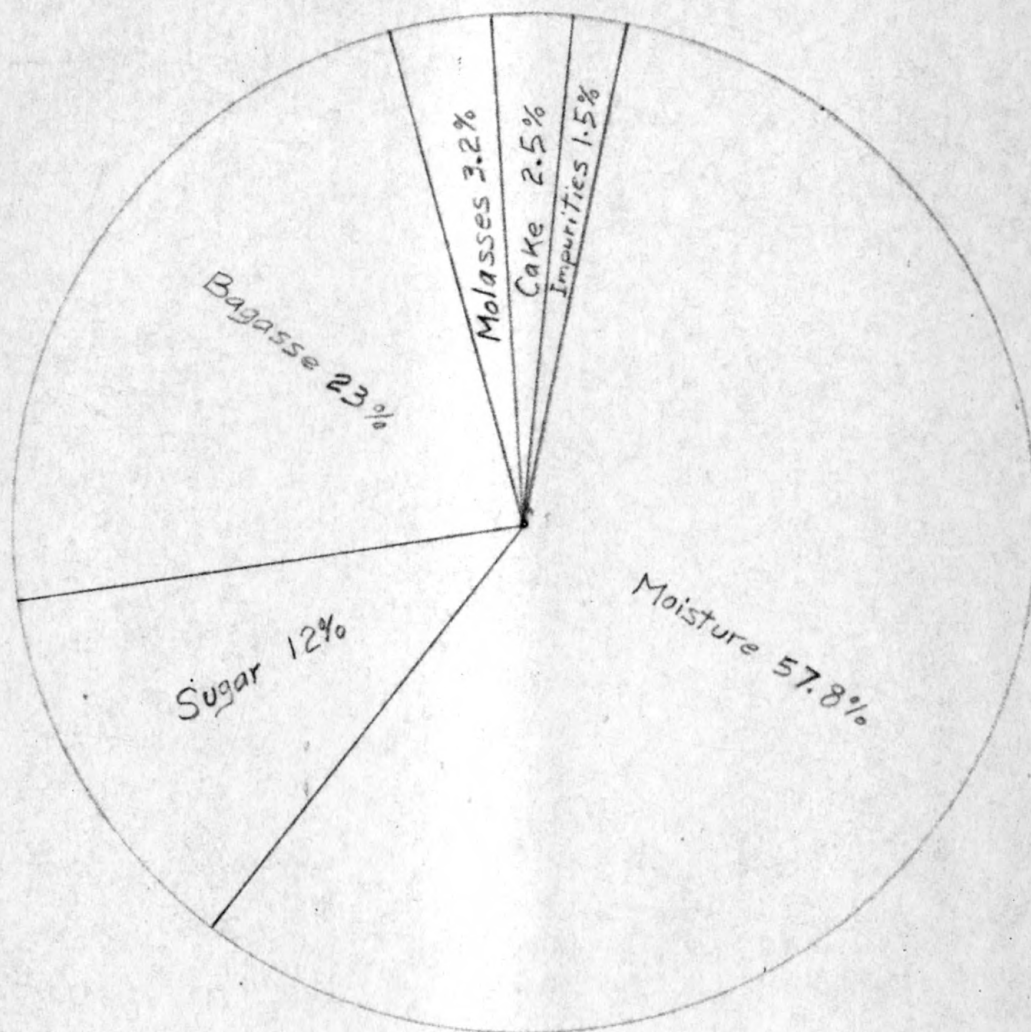 Molasses 3.2%
Cake 2.5%
Impurities 1.5%
Bagasse 23%
Moisture 57.8%
Sugar 12%